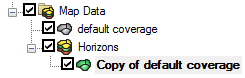 Map Data
default coverage
Horizons
Copy of default coverage